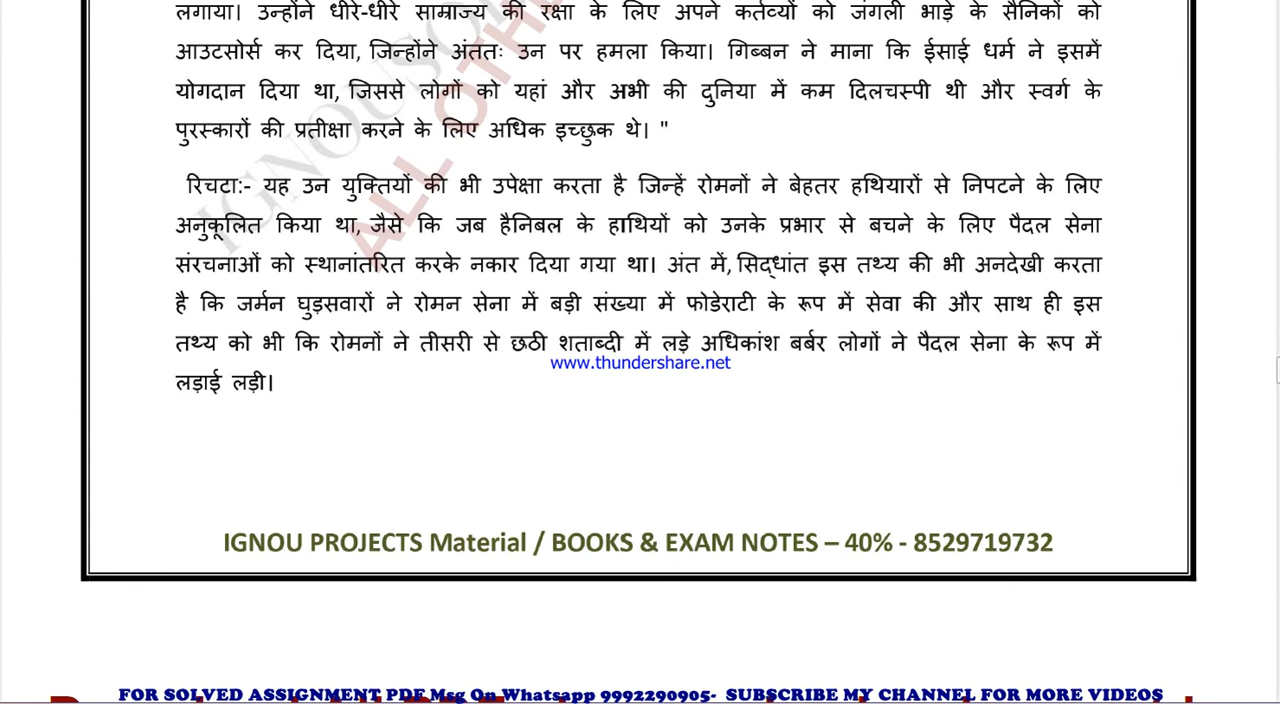 लगाया। उन्होंने धीरे-धीरे साम्राज्य की रक्षा के लिए अपने कर्तव्यों को जंगली भाड़े के सैनिकों को
आउटसोर्स कर दिया, जिन्होंने अंततः उन पर हमला किया। गिब्बन ने माना कि ईसाई धर्म ने इसमें
योगदान दिया था, जिससे लोगों को यहां और अभी की दुनिया में कम दिलचस्पी थी और स्वर्ग के
पुरस्कारों की प्रतीक्षा करने के लिए अधिक इच्छुक थे। "
रिचटा:- यह उन युक्तियों की भी उपेक्षा करता है जिन्हें रोमनों ने बेहतर हथियारों से निपटने के लिए
अनुकूलित किया था, जैसे कि जब हैनिबल के हाथियों को उनके प्रभार से बचने के लिए पैदल सेना
संरचनाओं को स्थानांतरित करके नकार दिया गया था। अंत में, सिद्धांत इस तथ्य की भी अनदेखी करता
है कि जर्मन घुड़सवारों ने रोमन सेना में बड़ी संख्या में फोडेराटी के रूप में सेवा की और साथ ही इस
तथ्य को भी कि रोमनों ने तीसरी से छठी शताब्दी में लड़े अधिकांश बर्बर लोगों ने पैदल सेना के रूप में
www.thundershare.net
लड़ाई लड़ी।
IGNOU PROJECTS Material / BOOKS & EXAM NOTES – 40% - 8529719732
FOR SOLVED ASSIGNMENT PDF Msg On Whatsapp 9992290905- SUBSCRIBE MY CHANNEL FOR MORE VIDEOS